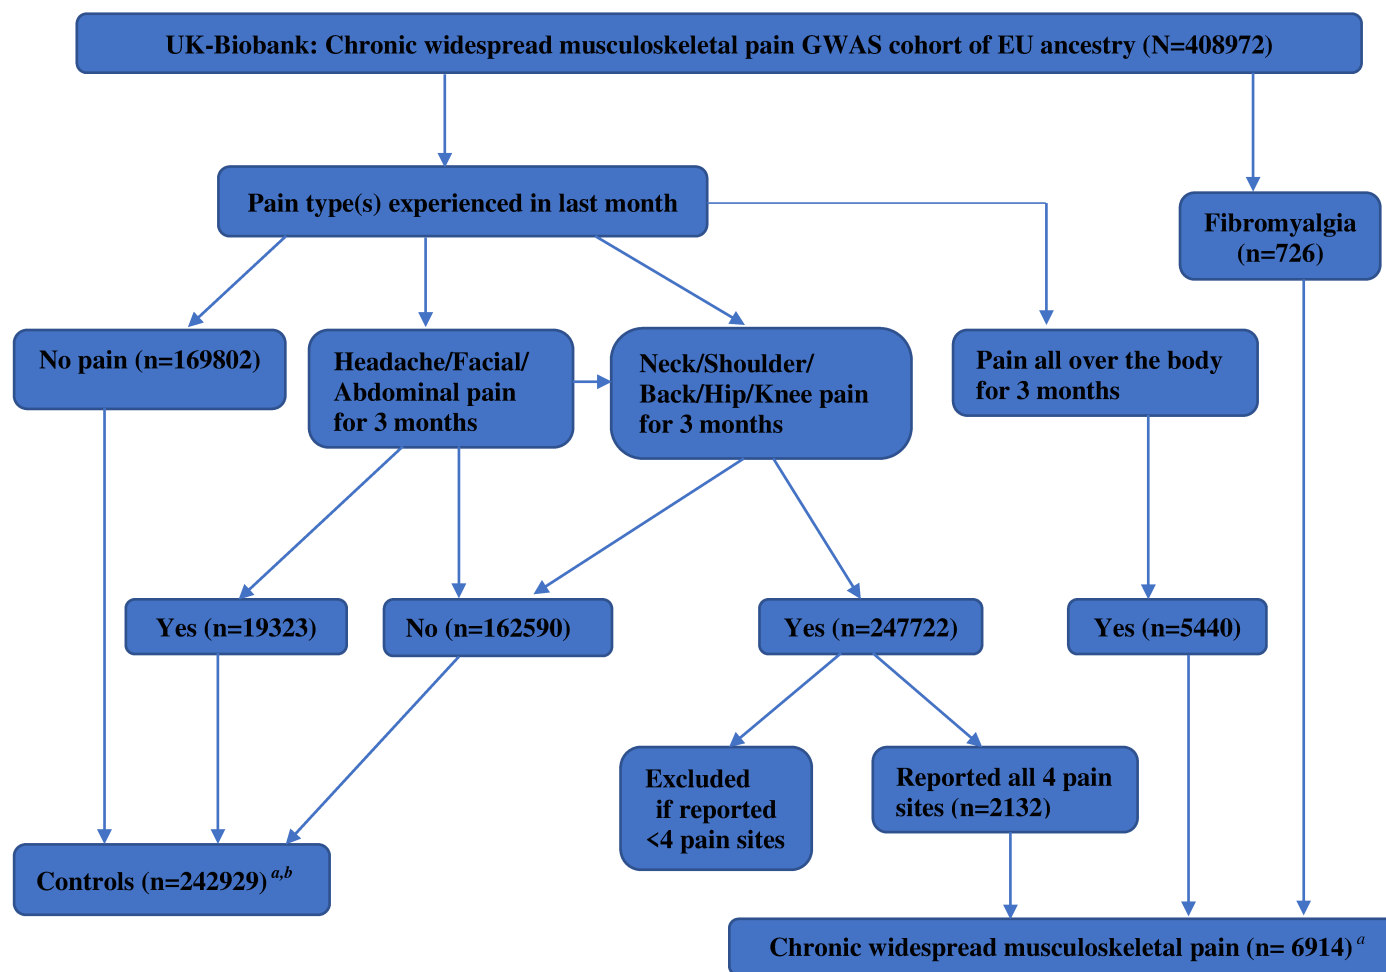 UK-Biobank: Chronic widespread musculoskeletal pain GWAS cohort of EU ancestry (N=408972)
Pain type(s) experienced in last month
Fibromyalgia
(n=726)
No pain (n=169802)
Headache/Facial/
Abdominal pain
for 3 months
Neck/Shoulder/
Back/Hip/Knee pain
for 3 months
Pain all over the body
for 3 months
Yes (n=19323)
No (n=162590)
Yes (n=247722)
Yes (n=5440)
Excluded
if reported
<4 pain sites
Reported all 4 pain
sites (n=2132)
Controls (n=242929) a,b
Chronic widespread musculoskeletal pain (n= 6914) a